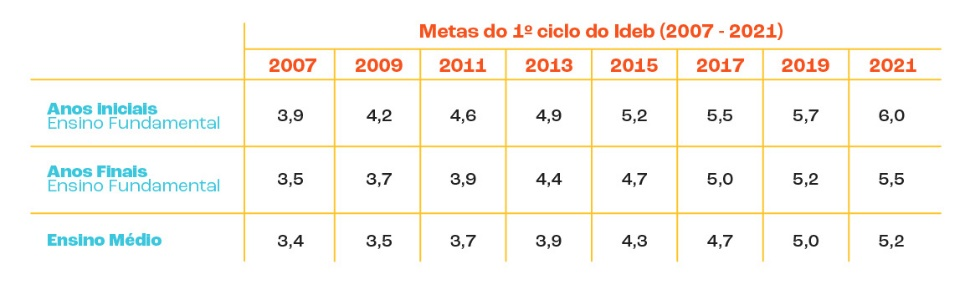 Metas do 1º ciclo do Ideb (2007 - 2021)
2007 2009 2011 2013 2015 2017 2019 2021
Anos Iniciais
Ensino Fundamental
3,9 4,2 4,6 4,9 5,2 5,5 5,7 6,0
Anos Finais
Ensino Fundamental
3,5 3,7 3,9 4,4 4,7 5,0 5,2 5,5
Ensino Médio 3,4 3,5 3,7 3,9 4,3 4,7 5,0 5,2